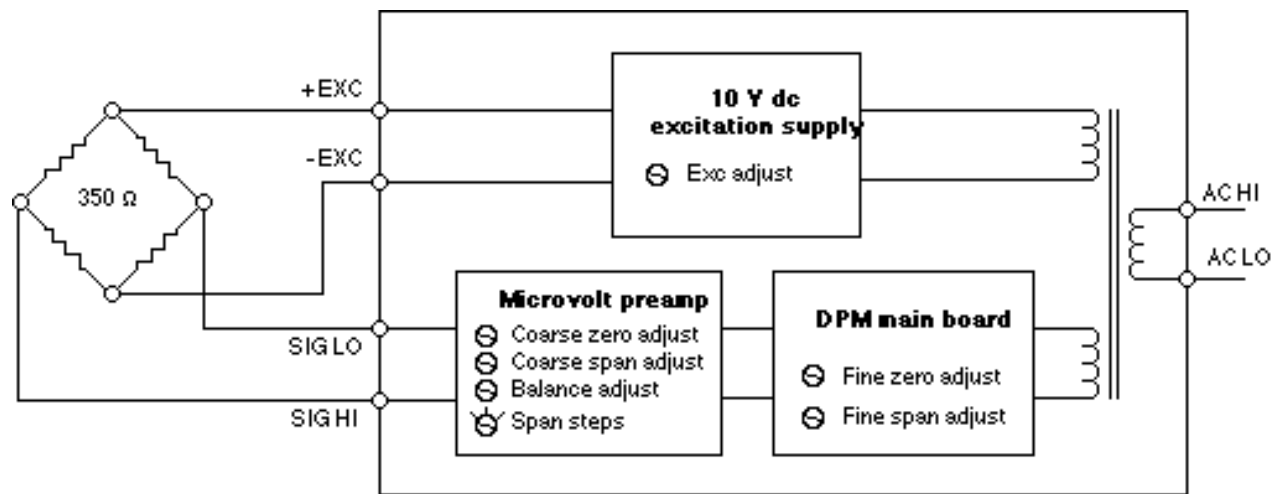 +EXC
10 V dc
excitation supply
-EXC
Exc adjust
350 Ω
AC HI
AC LO
Microvolt preamp
DPM main board
Coarse zero adjust
SIG LO
Coarse span adjust
Fine zero adjust
Balance adjust
SIG HI
Span steps
Fine span adjust